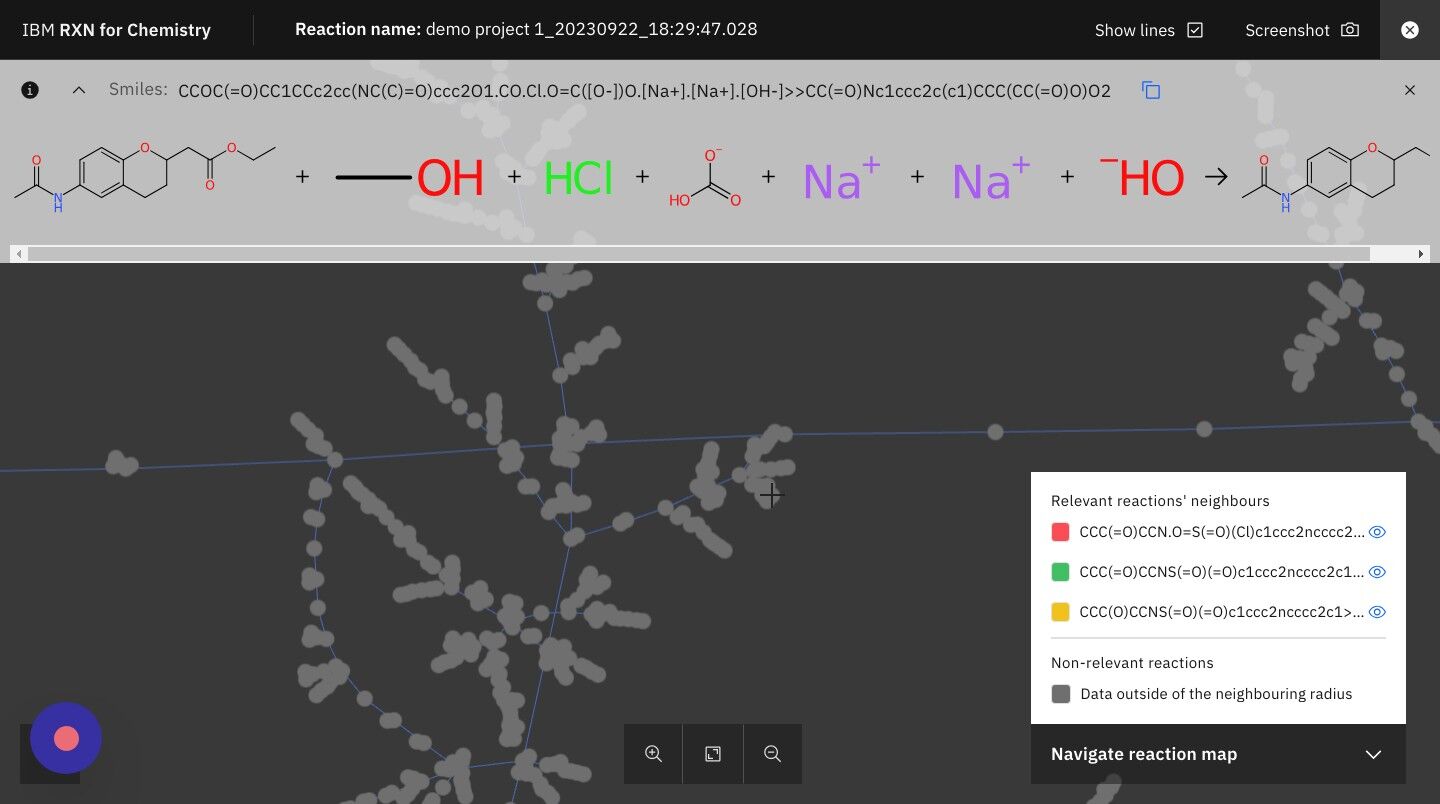 IBM RXN for Chemistry
Reaction name: demo project 1_20230922_18:29:47.028
Show lines
Screenshot
Smiles: CCOC(=O)CC1CCc2cc(NC(C)=O)ccc2O1.CO.Cl.O=C([O-])O.[Na+].[Na+].[OH-]>>CC(=O)Nc1ccc2c(c1)CCC(CC(=O)O)O2
O O N H O O + OH + HCl + O⁻ HO O + Na⁺ + Na⁺ + ⁻HO → O O N H
Relevant reactions' neighbours
CCC(=O)CCN.O=S(=O)(Cl)c1ccc2ncccc2...
CCC(=O)CCNS(=O)(=O)c1ccc2ncccc2c1...
CCC(O)CCNS(=O)(=O)c1ccc2ncccc2c1>...
Non-relevant reactions
Data outside of the neighbouring radius
Navigate reaction map